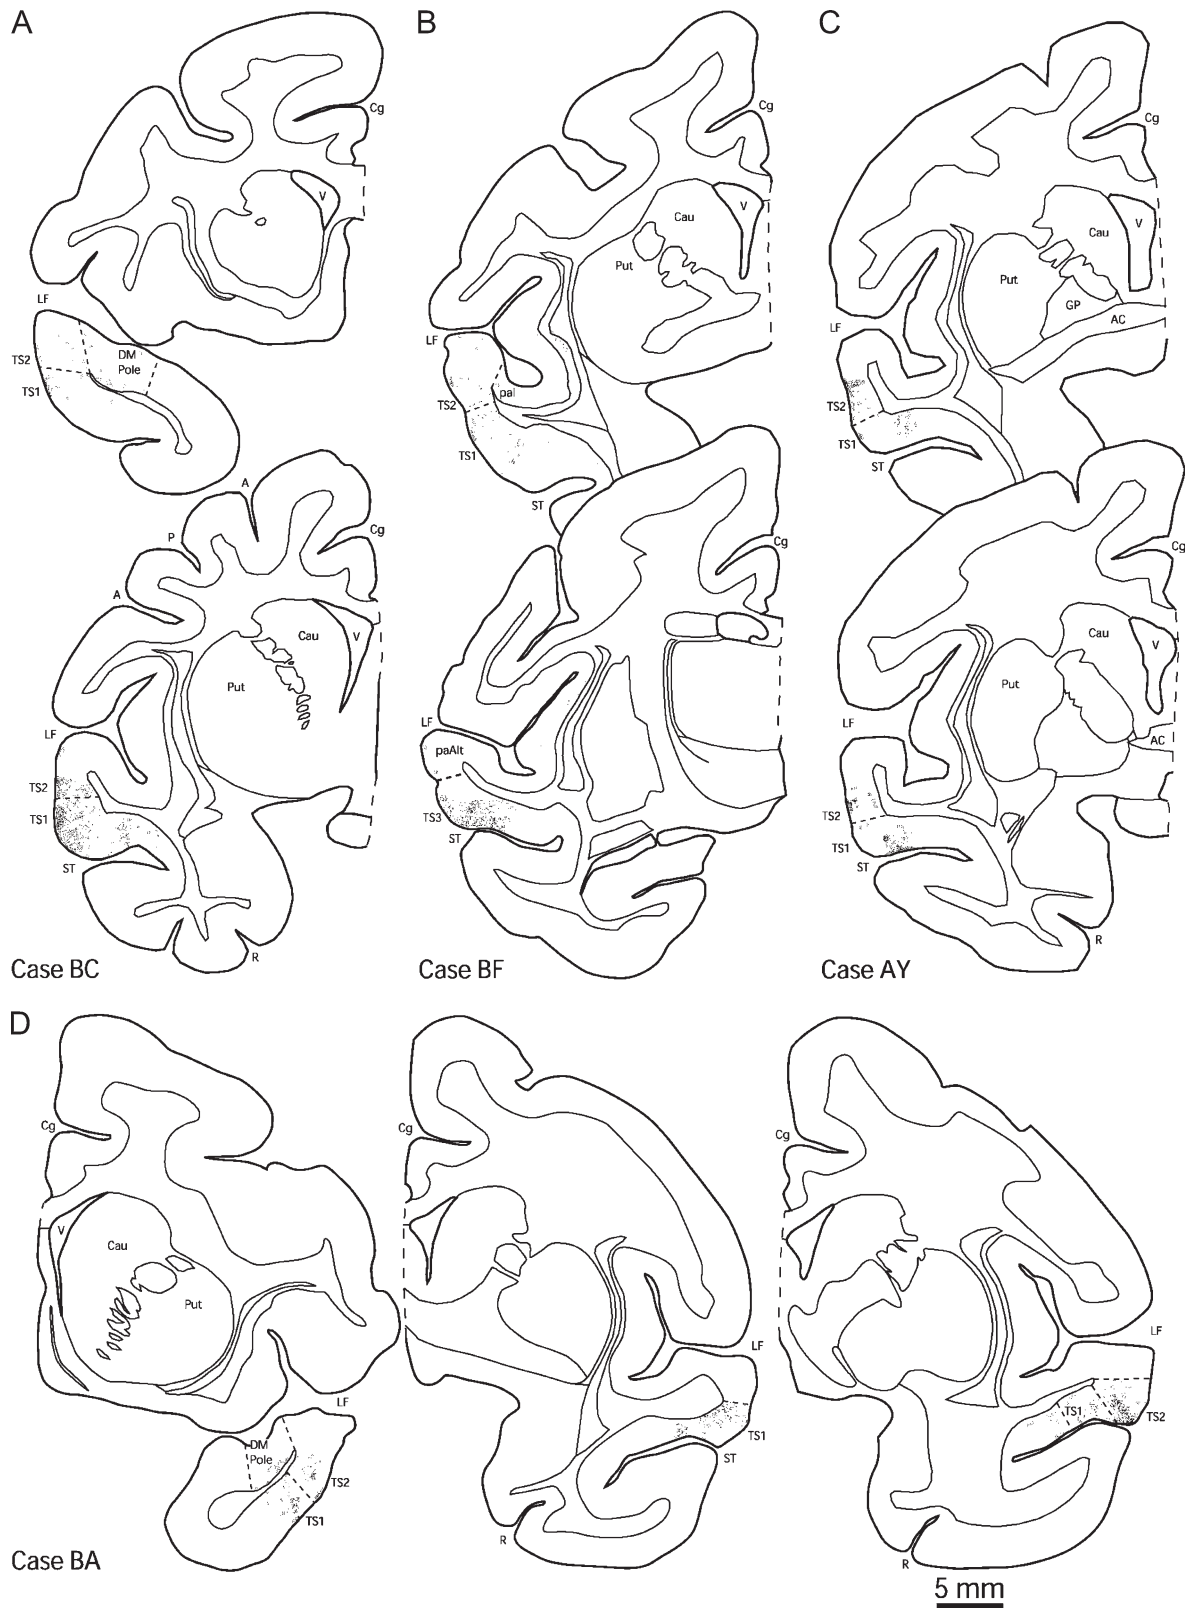 A
B
C
Cg
Cg
Cg
V
V
V
Cau
Cau
Put
Put
GP
AC
LF
LF
LF
DM
Pole
TS2
TS1
pal
TS2
TS1
TS2
TS1
ST
ST
A
P
A
Cg
Cg
Cg
Cau
V
Put
Cau
V
Put
AC
LF
LF
LF
paAlt
TS2
TS1
TS3
TS2
TS1
ST
ST
ST
R
R
Case BC
Case BF
Case AY
D
Cg
Cg
Cg
V
Cau
Put
LF
LF
LF
DM
Pole
TS2
TS1
TS1
ST
TS1
TS2
R
R
Case BA
5 mm